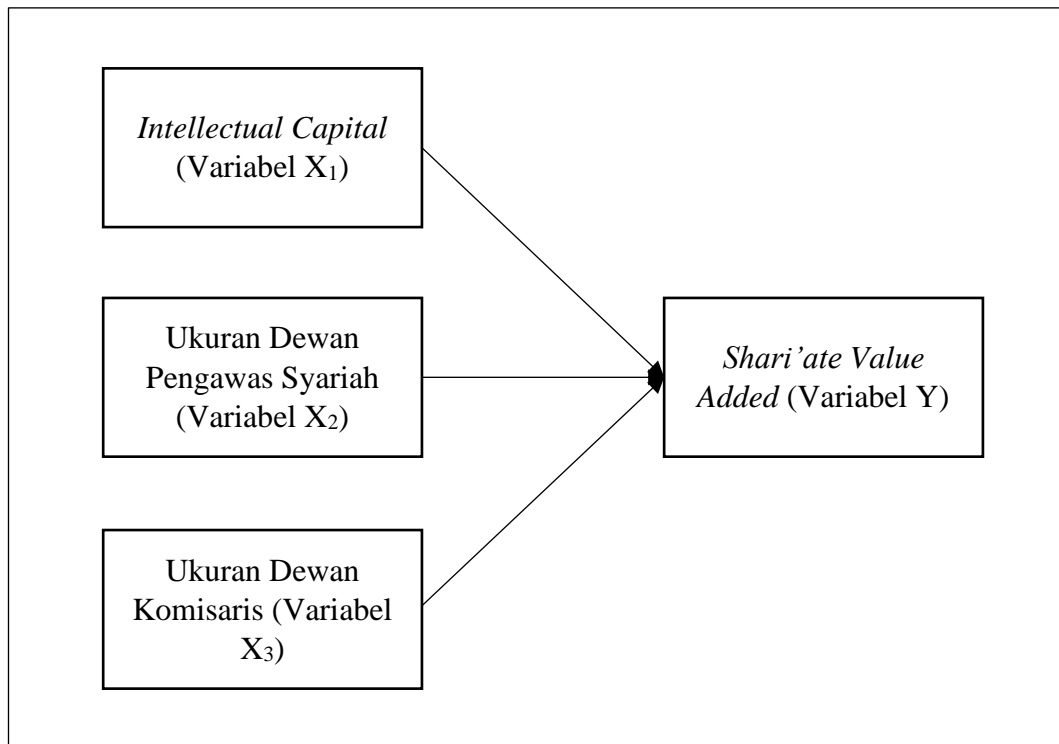 Intellectual Capital
(Variabel X₁)
Ukuran Dewan
Pengawas Syariah
(Variabel X₂)
Shari’ate Value
Added (Variabel Y)
Ukuran Dewan
Komisaris (Variabel
X₃)